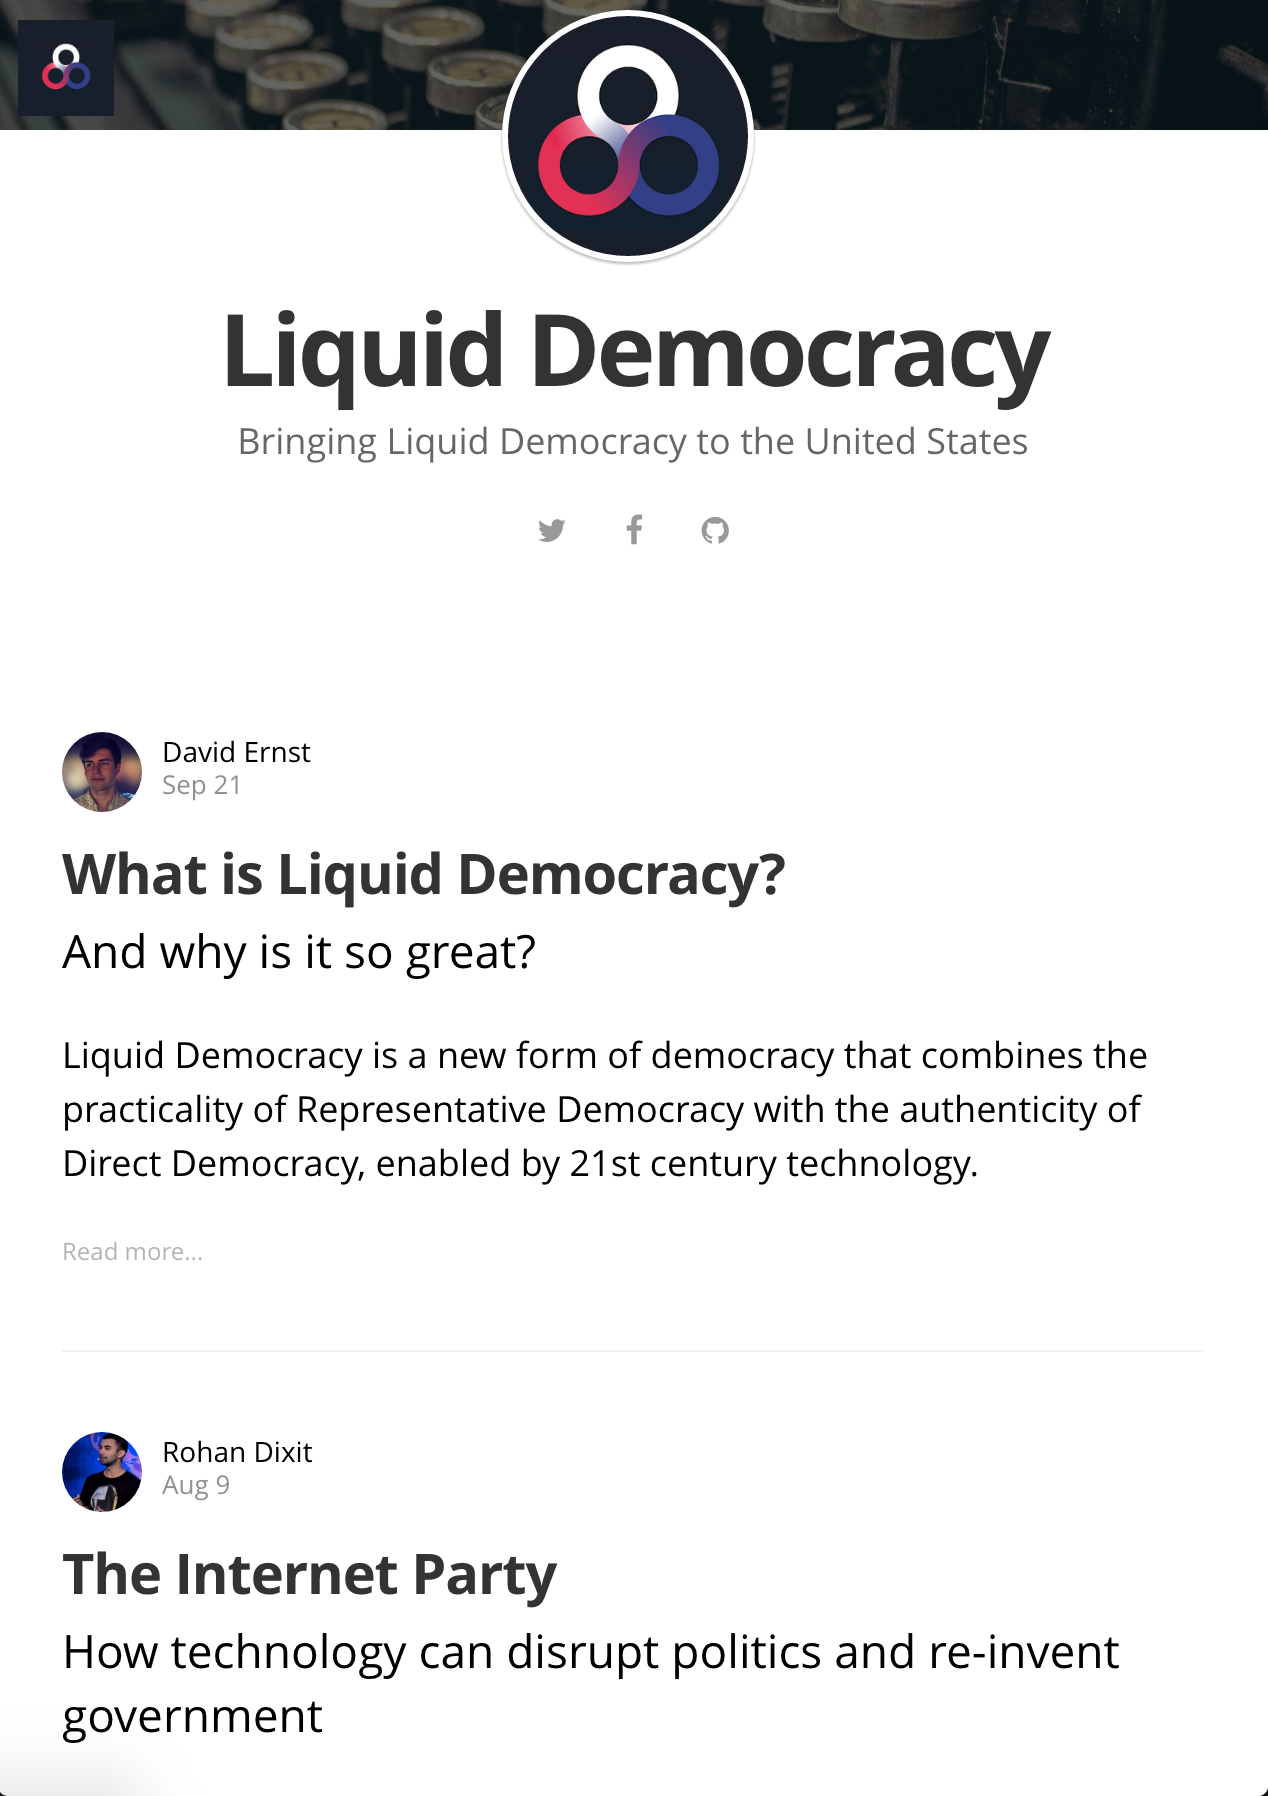 Liquid Democracy
Bringing Liquid Democracy to the United States
David Ernst
Sep 21
What is Liquid Democracy?
And why is it so great?
Liquid Democracy is a new form of democracy that combines the
practicality of Representative Democracy with the authenticity of
Direct Democracy, enabled by 21st century technology.
Read more...
Rohan Dixit
Aug 9
The Internet Party
How technology can disrupt politics and re-invent
government